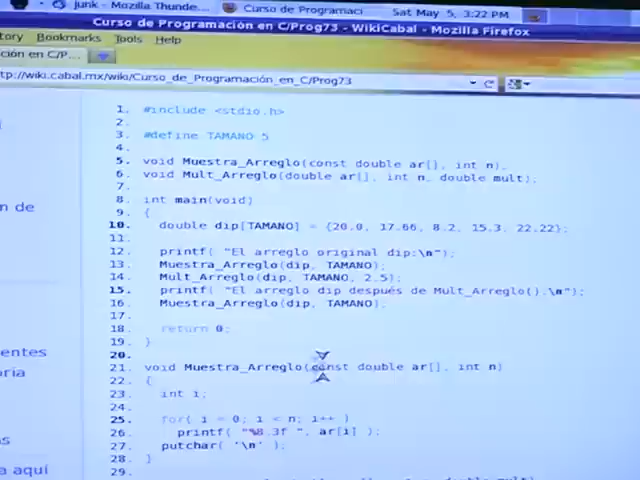 Junk - Mozilla Thunde... Curso de Programaci Sat May 5, 3:22 PM
Curso de Programación en C/Prog73 - WikiCabal - Mozilla Firefox
tory Bookmarks Tools Help
ción en C/P...
tp://wiki.cabal.mx/wiki/Curso_de_Programación_en_C/Prog73
1. #include <stdio.h>
2.
3. #define TAMANO 5
4.
5. void Muestra_Arreglo(const double ar[], int n);
6. void Mult_Arreglo(double ar[], int n, double mult);
7.
n de
8. int main(void)
9. {
10. double dip[TAMANO] = {20.0, 17.66, 8.2, 15.3, 22.22};
11.
12. printf( "El arreglo original dip:\n");
13. Muestra_Arreglo(dip, TAMANO);
14. Mult_Arreglo(dip, TAMANO, 2.5);
15. printf( "El arreglo dip después de Mult_Arreglo().\n");
16. Muestra_Arreglo(dip, TAMANO);
17.
18. return 0;
19. }
20.
entes
21. void Muestra_Arreglo(const double ar[], int n)
ria
22. {
23. int i;
24.
25. for( i = 0; i < n; i++ )
26. printf( "%8.3f ", ar[i] );
s
27. putchar( '\n' );
28. }
a aquí
29.